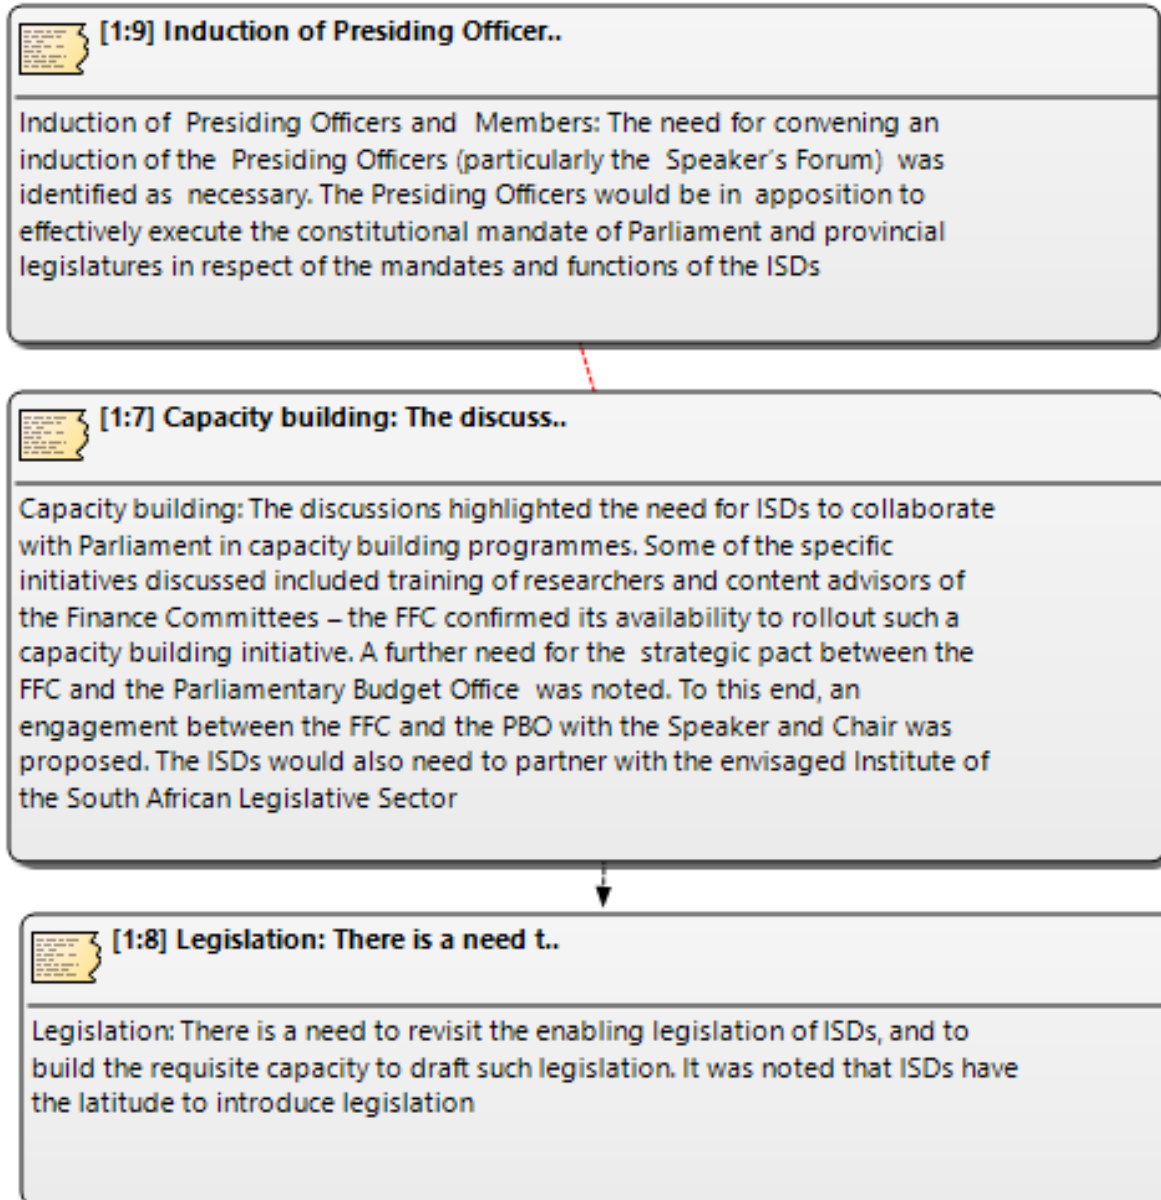 [1:9] Induction of Presiding Officer..
Induction of  Presiding Officers and  Members: The need for convening an
induction of the  Presiding Officers (particularly the  Speaker's Forum)  was
identified as  necessary. The Presiding Officers would be in  apposition to
effectively execute the constitutional mandate of Parliament and provincial
legislatures in respect of the mandates and functions of the ISDs
[1:7] Capacity building: The discuss..
Capacity building: The discussions highlighted the need for ISDs to collaborate
with Parliament in capacity building programmes. Some of the specific
initiatives discussed included training of researchers and content advisors of
the Finance Committees – the FFC confirmed its availability to rollout such a
capacity building initiative. A further need for the  strategic pact between the
FFC and the Parliamentary Budget Office  was noted. To this end, an
engagement between the FFC and the PBO with the Speaker and Chair was
proposed. The ISDs would also need to partner with the envisaged Institute of
the South African Legislative Sector
[1:8] Legislation: There is a need t..
Legislation: There is a need to revisit the enabling legislation of ISDs, and to
build the requisite capacity to draft such legislation. It was noted that ISDs have
the latitude to introduce legislation